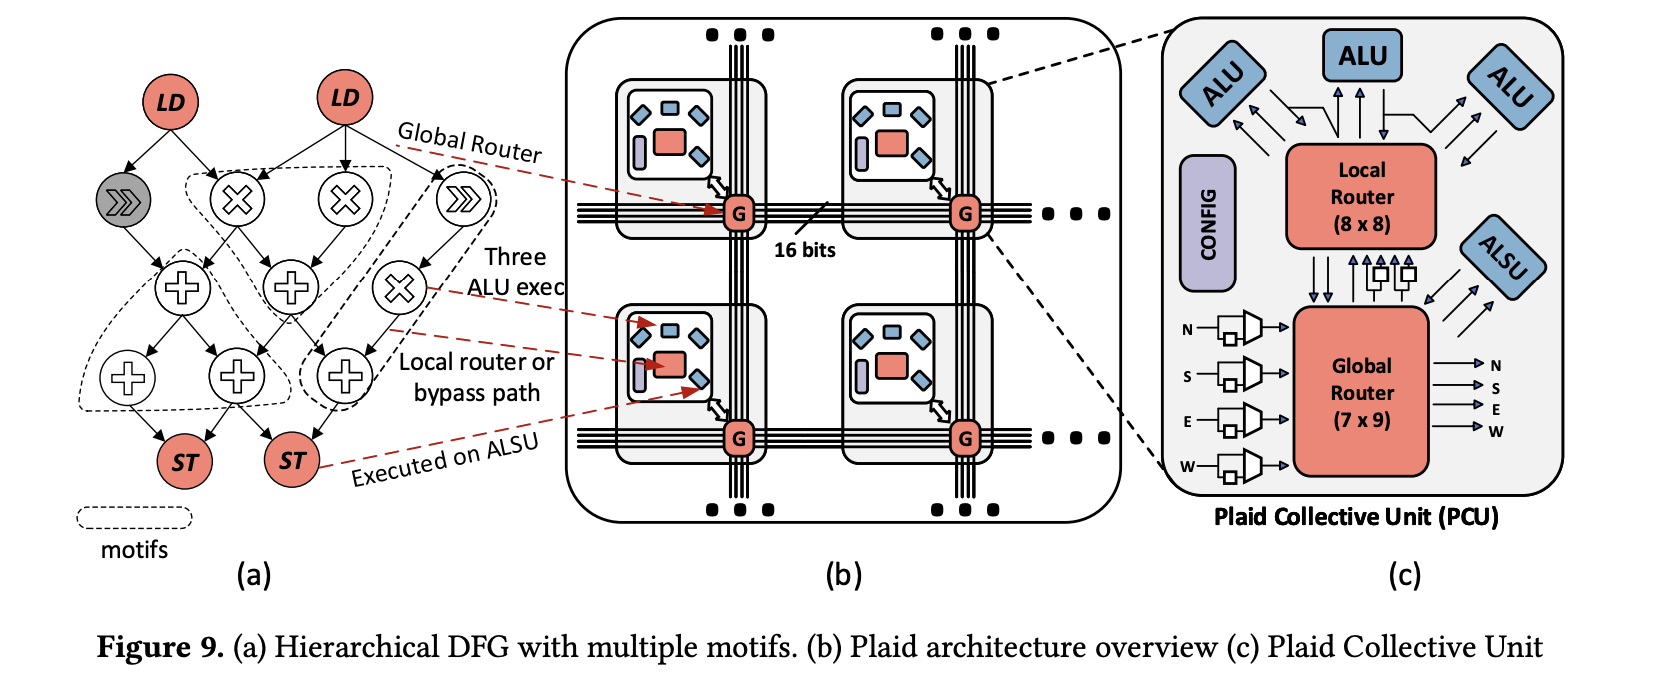 LD
LD
Global Router
Three
ALU exec
Local router or
bypass path
Executed on ALSU
ST
ST
motifs
(a)
G
G
16 bits
G
G
(b)
ALU
ALU
ALU
CONFIG
Local
Router
(8 x 8)
ALSU
N
S
E
W
Global
Router
(7 x 9)
N
S
E
W
Plaid Collective Unit (PCU)
(c)
Figure 9. (a) Hierarchical DFG with multiple motifs. (b) Plaid architecture overview (c) Plaid Collective Unit